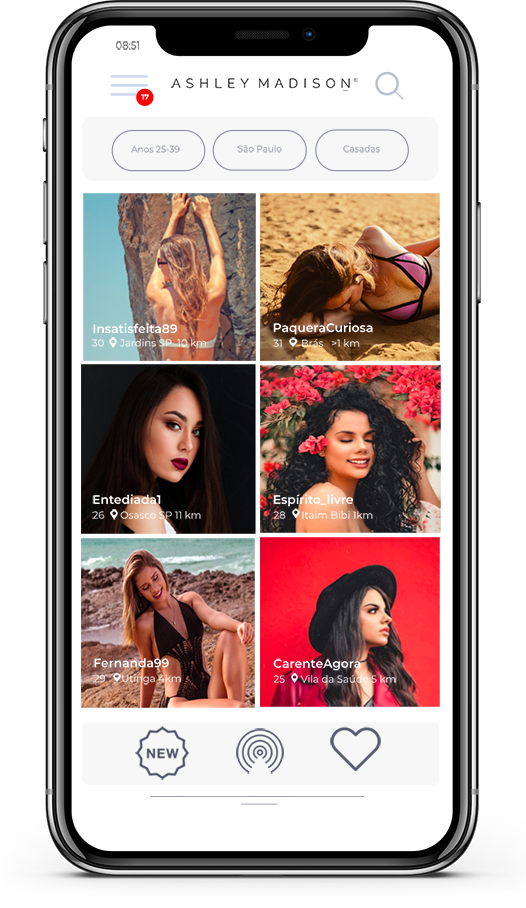 08:51
17
ASHLEY MADISON®
Anos 25-39
São Paulo
Casadas
Insatisfeita89
30 Jardins SP 10 km
PaqueraCuriosa
31 Brás >1 km
Entediada1
26 Osasco SP 11 km
Espírito_livre
28 Itaim Bibi 1km
Fernanda99
29 Utinga 4km
CarenteAgora
25 Vila da Saúde 5 km
NEW